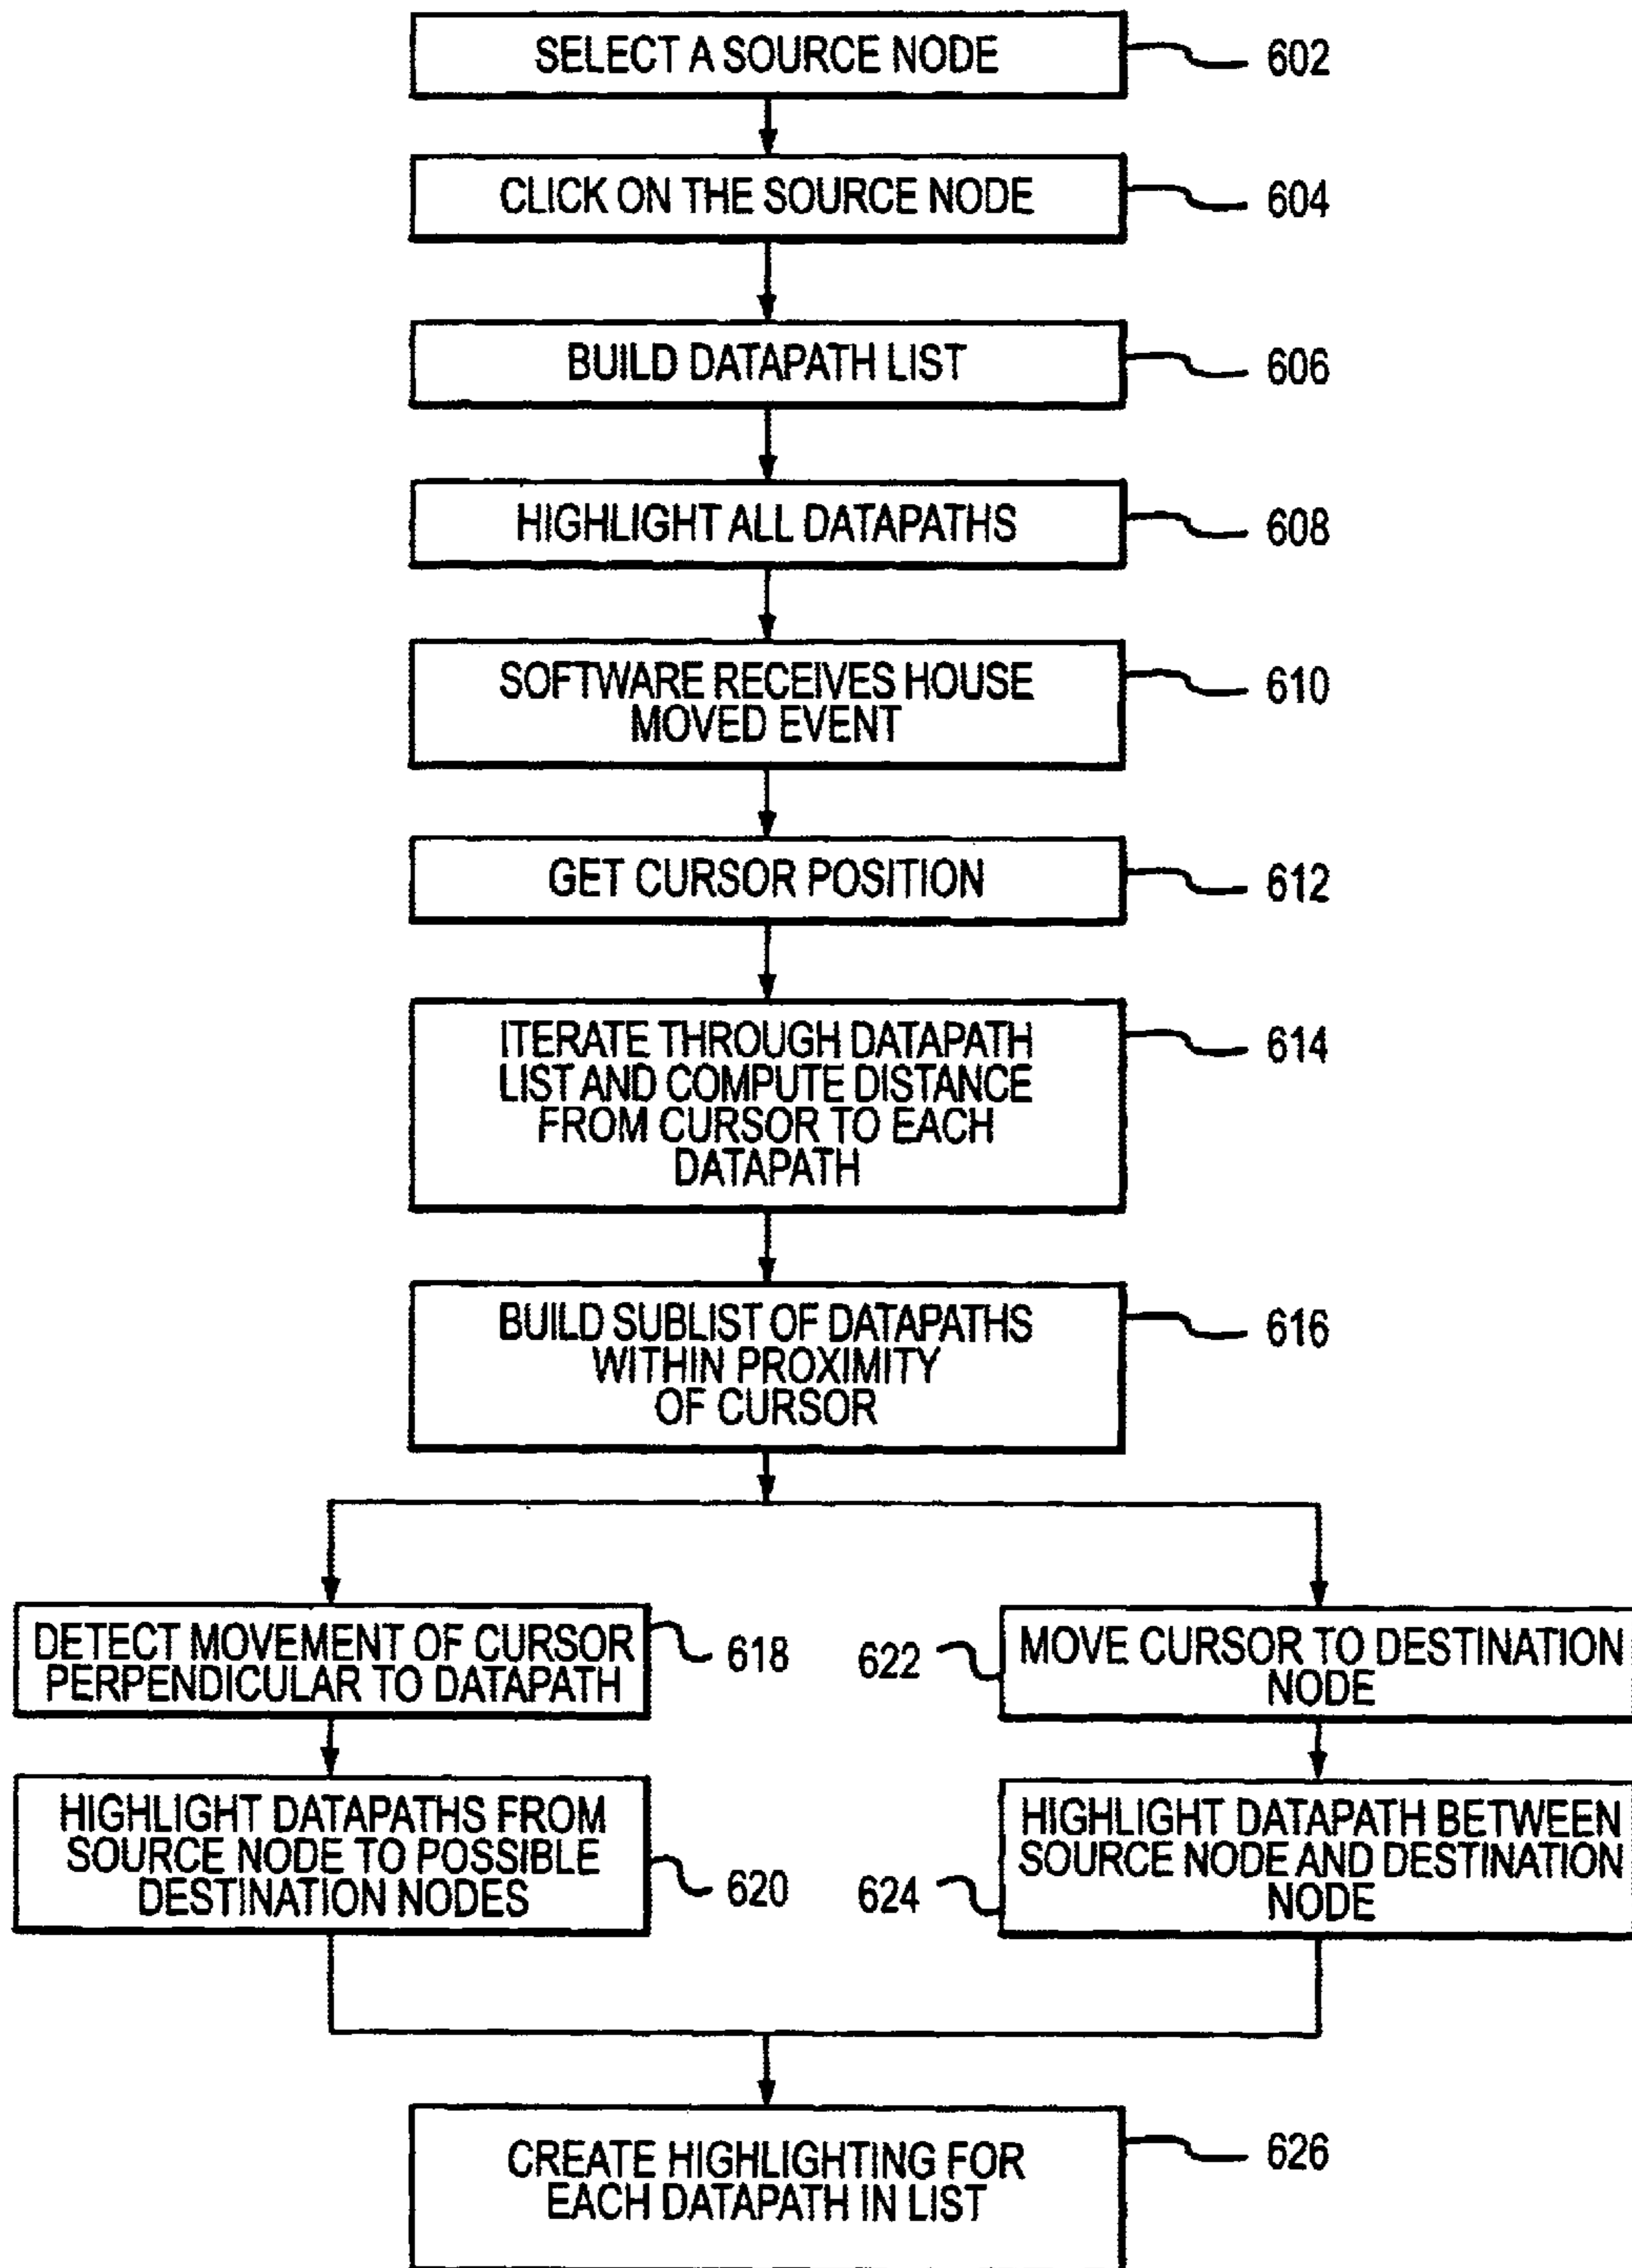 SELECT A SOURCE NODE
602
CLICK ON THE SOURCE NODE
604
BUILD DATAPATH LIST
606
HIGHLIGHT ALL DATAPATHS
608
SOFTWARE RECEIVES HOUSE
MOVED EVENT
610
GET CURSOR POSITION
612
ITERATE THROUGH DATAPATH
LIST AND COMPUTE DISTANCE
FROM CURSOR TO EACH
DATAPATH
614
BUILD SUBLIST OF DATAPATHS
WITHIN PROXIMITY
OF CURSOR
616
DETECT MOVEMENT OF CURSOR
PERPENDICULAR TO DATAPATH
618
622
MOVE CURSOR TO DESTINATION
NODE
HIGHLIGHT DATAPATHS FROM
SOURCE NODE TO POSSIBLE
DESTINATION NODES
620
624
HIGHLIGHT DATAPATH BETWEEN
SOURCE NODE AND DESTINATION
NODE
CREATE HIGHLIGHTING FOR
EACH DATAPATH IN LIST
626